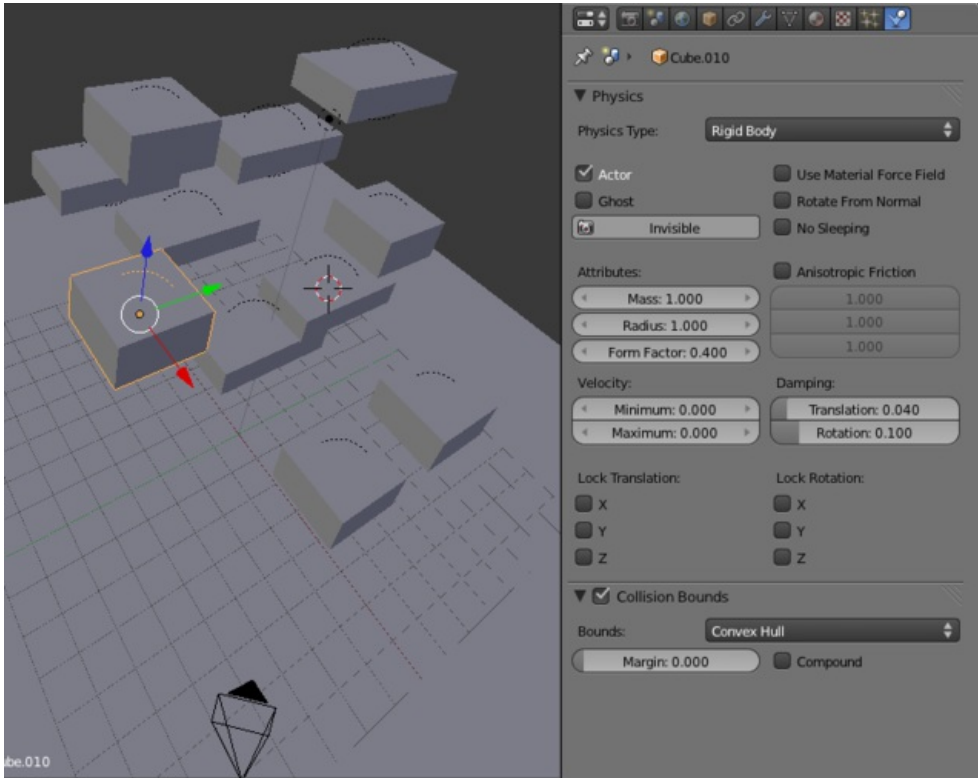 Cube.010
Physics
Physics Type: Rigid Body
Actor Use Material Force Field
Ghost Rotate From Normal
Invisible No Sleeping
Attributes: Anisotropic Friction
Mass: 1.000 1.000
Radius: 1.000 1.000
Form Factor: 0.400 1.000
Velocity: Damping:
Minimum: 0.000 Translation: 0.040
Maximum: 0.000 Rotation: 0.100
Lock Translation: Lock Rotation:
X X
Y Y
Z Z
Collision Bounds
Bounds: Convex Hull
Margin: 0.000 Compound
ube.010